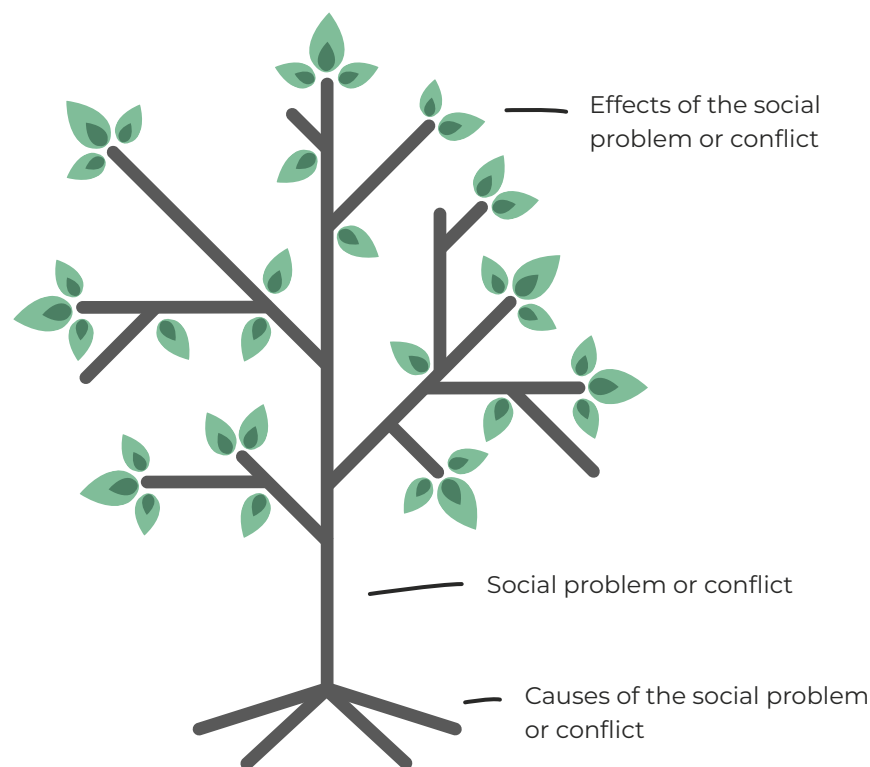 Effects of the social
problem or conflict
Social problem or conflict
Causes of the social problem
or conflict